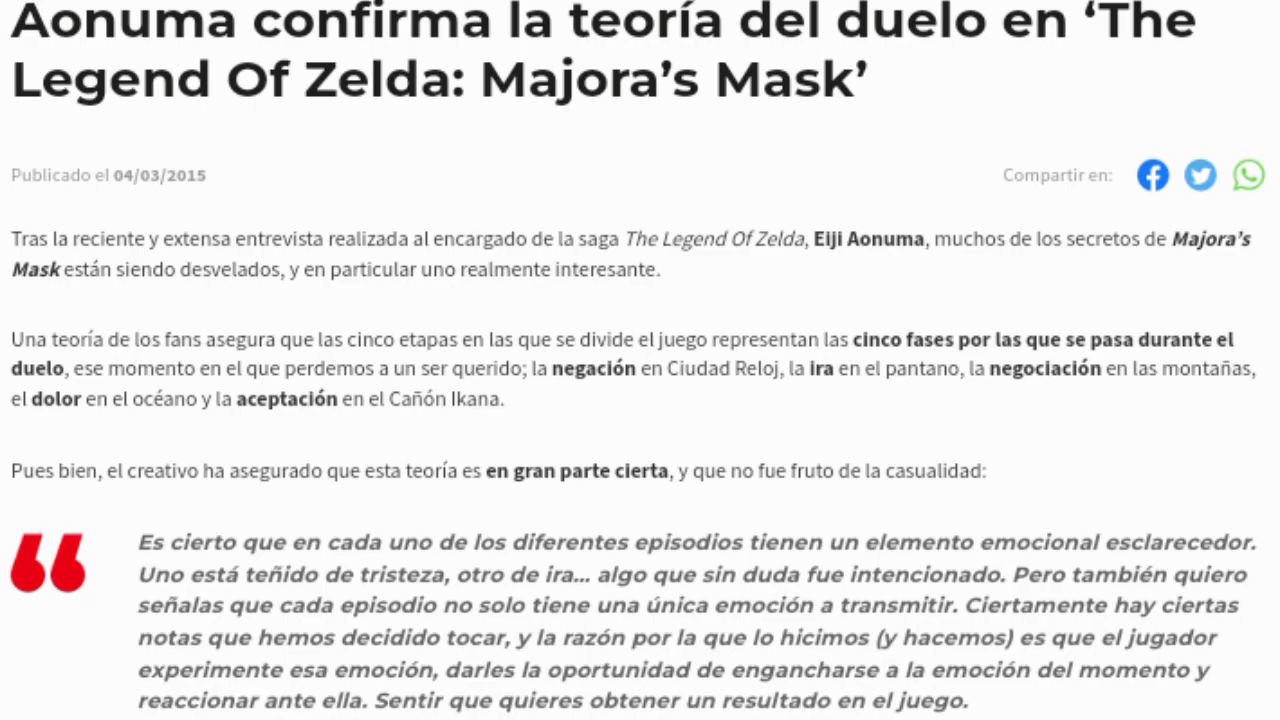 Aonuma confirma la teoría del duelo en ‘The
Legend Of Zelda: Majora’s Mask’
Publicado el 04/03/2015
Compartir en:
Tras la reciente y extensa entrevista realizada al encargado de la saga The Legend Of Zelda, Eiji Aonuma, muchos de los secretos de Majora’s
Mask están siendo desvelados, y en particular uno realmente interesante.
Una teoría de los fans asegura que las cinco etapas en las que se divide el juego representan las cinco fases por las que se pasa durante el
duelo, ese momento en el que perdemos a un ser querido; la negación en Ciudad Reloj, la ira en el pantano, la negociación en las montañas,
el dolor en el océano y la aceptación en el Cañón Ikana.
Pues bien, el creativo ha asegurado que esta teoría es en gran parte cierta, y que no fue fruto de la casualidad:
Es cierto que en cada uno de los diferentes episodios tienen un elemento emocional esclarecedor.
Uno está teñido de tristeza, otro de ira... algo que sin duda fue intencionado. Pero también quiero
señalas que cada episodio no solo tiene una única emoción a transmitir. Ciertamente hay ciertas
notas que hemos decidido tocar, y la razón por la que lo hicimos (y hacemos) es que el jugador
experimente esa emoción, darles la oportunidad de engancharse a la emoción del momento y
reaccionar ante ella. Sentir que quieres obtener un resultado en el juego.